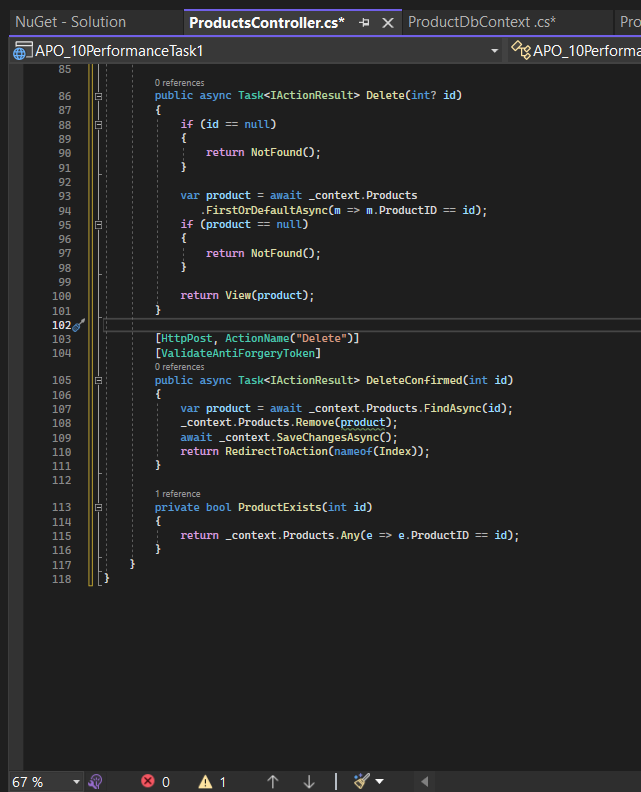 NuGet - Solution
ProductsController.cs*
ProductDbContext .cs*
Pro
APO_10PerformanceTask1
APO_10Performa
85
0 references
86 public async Task<IActionResult> Delete(int? id)
87 {
88 if (id == null)
89 {
90 return NotFound();
91 }
92
93 var product = await _context.Products
94 .FirstOrDefaultAsync(m => m.ProductID == id);
95 if (product == null)
96 {
97 return NotFound();
98 }
99
100 return View(product);
101 }
102
103 [HttpPost, ActionName("Delete")]
104 [ValidateAntiForgeryToken]
0 references
105 public async Task<IActionResult> DeleteConfirmed(int id)
106 {
107 var product = await _context.Products.FindAsync(id);
108 _context.Products.Remove(product);
109 await _context.SaveChangesAsync();
110 return RedirectToAction(nameof(Index));
111 }
112
1 reference
113 private bool ProductExists(int id)
114 {
115 return _context.Products.Any(e => e.ProductID == id);
116 }
117 }
118 }
67 %
0
1